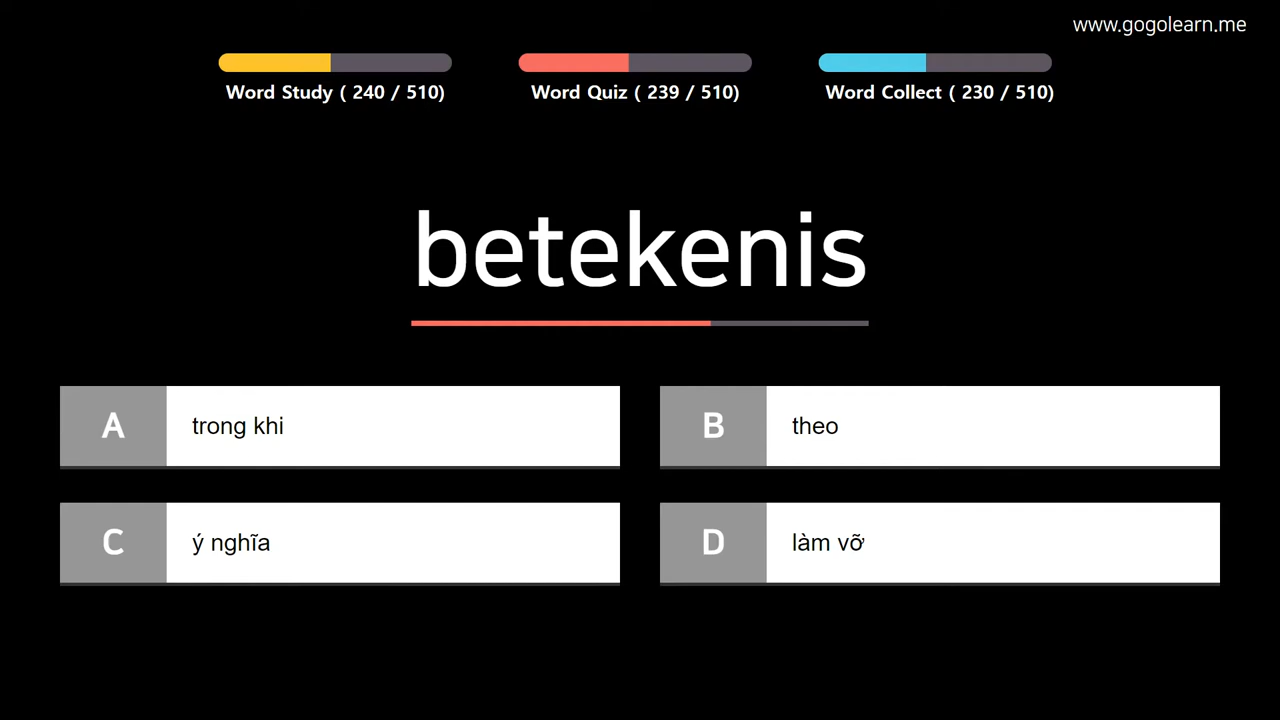 www.gogolearn.me
Word Study ( 240 / 510)
Word Quiz ( 239 / 510)
Word Collect ( 230 / 510)
betekenis
A trong khi
B theo
C ý nghĩa
D làm vỡ